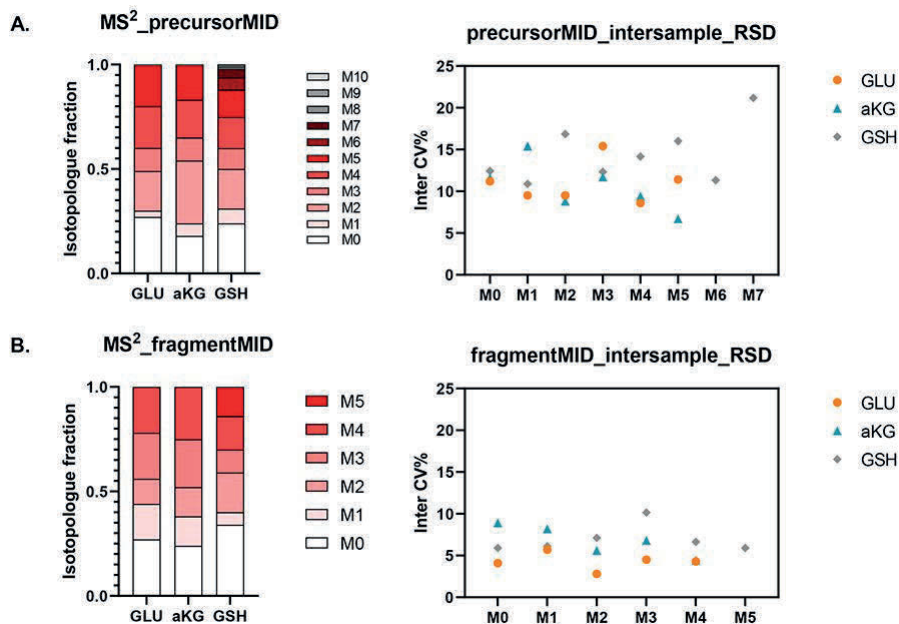 A.
MS²_precursorMID
Isotopologue fraction
1.0
0.5
0.0
GLU aKG GSH
M10
M9
M8
M7
M6
M5
M4
M3
M2
M1
M0
precursorMID_intersample_RSD
Inter CV%
25
20
15
10
5
0
M0 M1 M2 M3 M4 M5 M6 M7
GLU
aKG
GSH
B.
MS²_fragmentMID
Isotopologue fraction
1.0
0.5
0.0
GLU aKG GSH
M5
M4
M3
M2
M1
M0
fragmentMID_intersample_RSD
Inter CV%
25
20
15
10
5
0
M0 M1 M2 M3 M4 M5
GLU
aKG
GSH